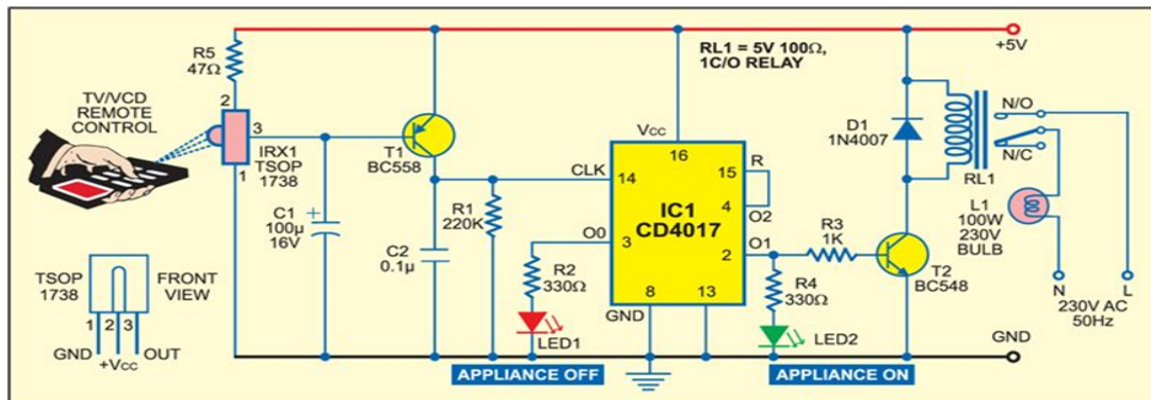 R5
47Ω
TV/VCD
REMOTE
CONTROL
2
3
1
IRX1
TSOP
1738
TSOP
1738
FRONT
VIEW
1 2 3
GND
+Vcc
OUT
C1
100µ
16V
+
T1
BC558
C2
0.1µ
R1
220K
CLK
O0
R2
330Ω
LED1
APPLIANCE OFF
Vcc
16
14
15
R
IC1
CD4017
4
O2
3
2
O1
8
13
GND
RL1 = 5V 100Ω,
1C/O RELAY
R3
1K
R4
330Ω
LED2
APPLIANCE ON
D1
1N4007
T2
BC548
+5V
N/O
N/C
RL1
L1
100W
230V
BULB
N
L
230V AC
50Hz
GND